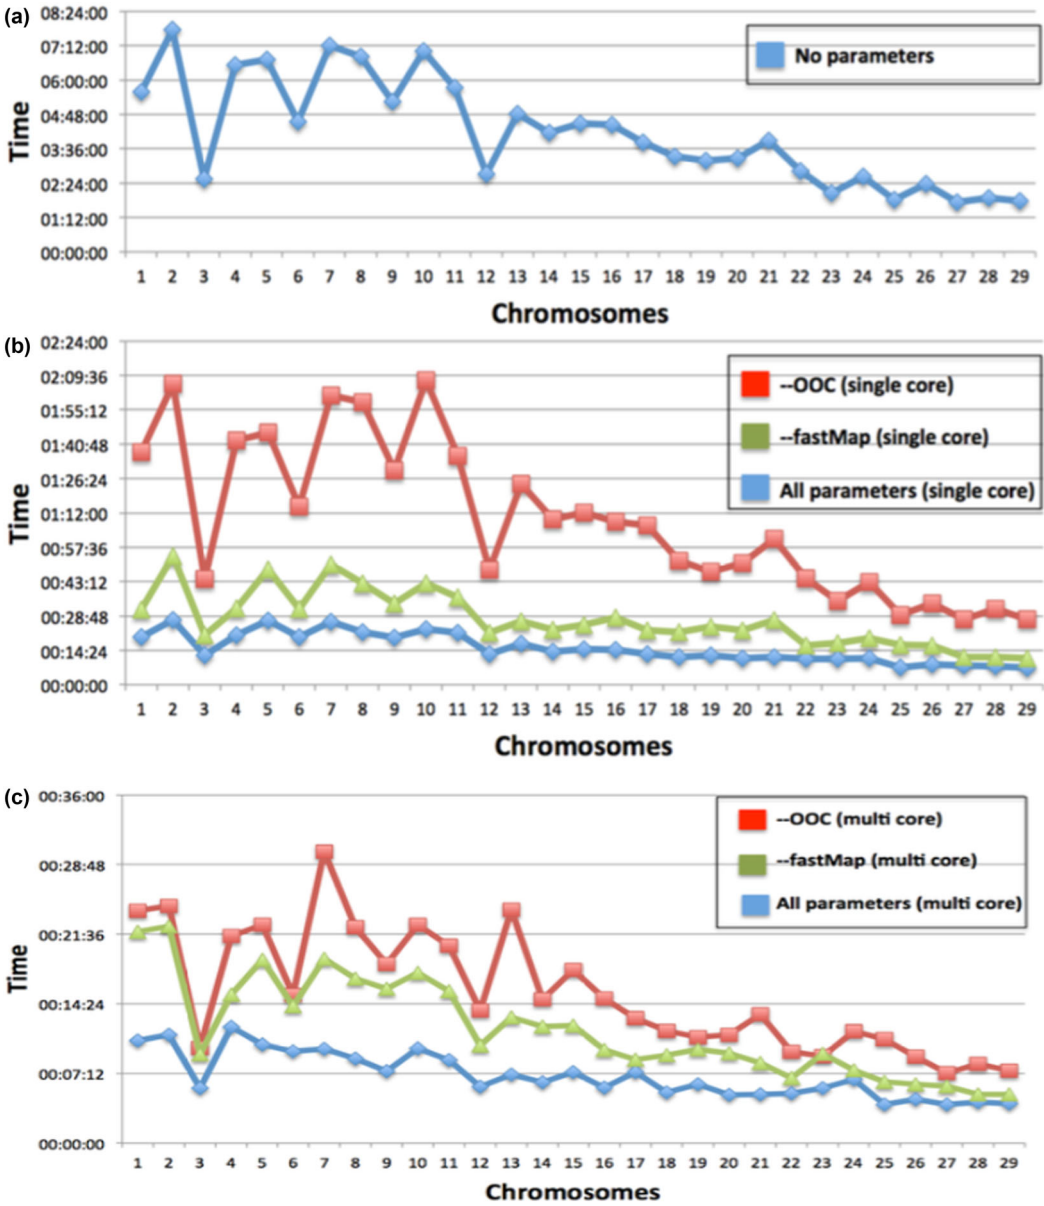 (a)
08:24:00
07:12:00
06:00:00
04:48:00
03:36:00
02:24:00
01:12:00
00:00:00
Time
No parameters
1 2 3 4 5 6 7 8 9 10 11 12 13 14 15 16 17 18 19 20 21 22 23 24 25 26 27 28 29
Chromosomes
(b)
02:24:00
02:09:36
01:55:12
01:40:48
01:26:24
01:12:00
00:57:36
00:43:12
00:28:48
00:14:24
00:00:00
Time
--OOC (single core)
--fastMap (single core)
All parameters (single core)
1 2 3 4 5 6 7 8 9 10 11 12 13 14 15 16 17 18 19 20 21 22 23 24 25 26 27 28 29
Chromosomes
(c)
00:36:00
00:28:48
00:21:36
00:14:24
00:07:12
00:00:00
Time
--OOC (multi core)
--fastMap (multi core)
All parameters (multi core)
1 2 3 4 5 6 7 8 9 10 11 12 13 14 15 16 17 18 19 20 21 22 23 24 25 26 27 28 29
Chromosomes